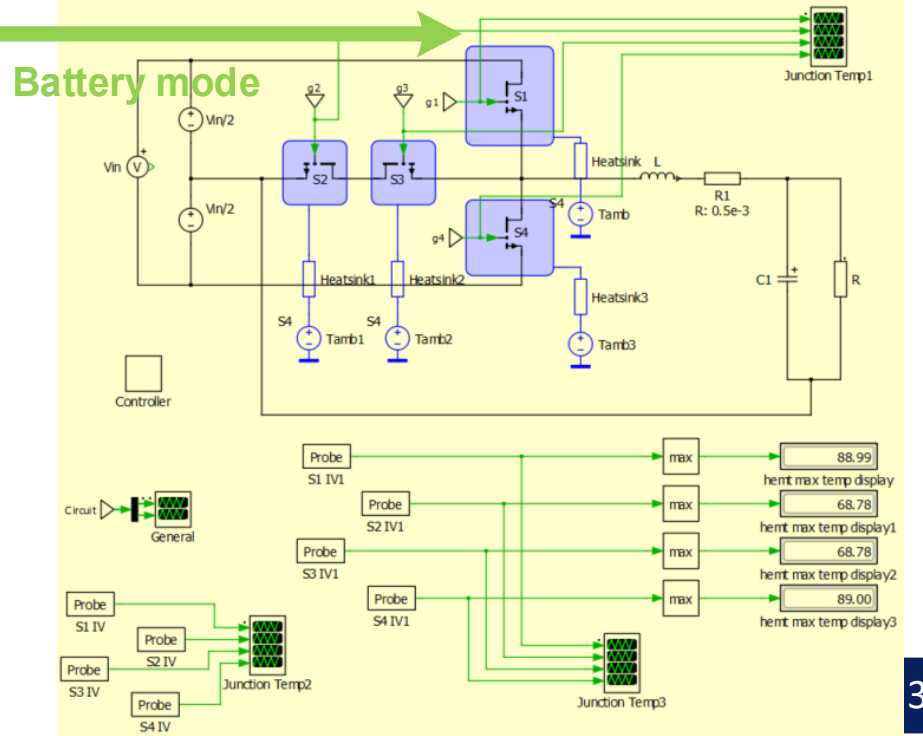 Battery mode
Junction Temp1
g2
g3
g1
S1
Vin/2
Vin
V
S2
S3
Heatsink
L
R1
R: 0.5e-3
S4
Tamb
Vin/2
g4
S4
C1
R
Heatsink1
Heatsink2
Heatsink3
S4
Tamb1
S4
Tamb2
Tamb3
Controller
Probe
S1 IV1
max
88.99
hemt max temp display
Probe
S2 IV1
max
68.78
hemt max temp display1
Circuit
General
Probe
S3 IV1
max
68.78
hemt max temp display2
Probe
S4 IV1
max
89.00
hemt max temp display3
Probe
S1 IV
Probe
S2 IV
Probe
S3 IV
Probe
S4 IV
Junction Temp2
Junction Temp3
3